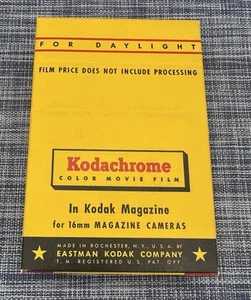 FOR DAYLIGHT
FILM PRICE DOES NOT INCLUDE PROCESSING
Kodachrome
COLOR MOVIE FILM
In Kodak Magazine
for 16mm MAGAZINE CAMERAS
MADE IN ROCHESTER, N.Y., U.S.A. BY
EASTMAN KODAK COMPANY
T. M. REGISTERED U.S. PAT. OFF.